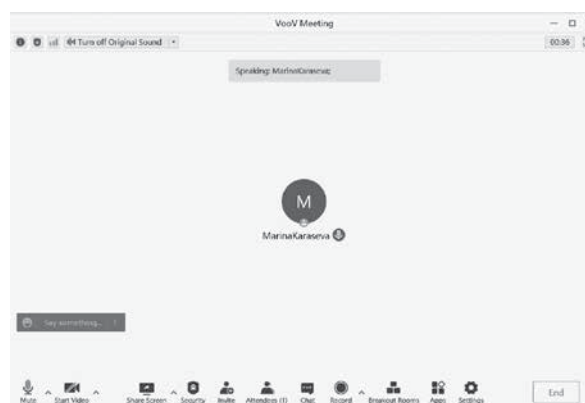 VooV Meeting
Turn off Original Sound
00:36
Speaking: MarinaKaraseva;
M
MarinaKaraseva
Say something...
Mute Start Video Share Screen Security Invite Attendees (1) Chat Record Breakout Rooms Apps Settings End